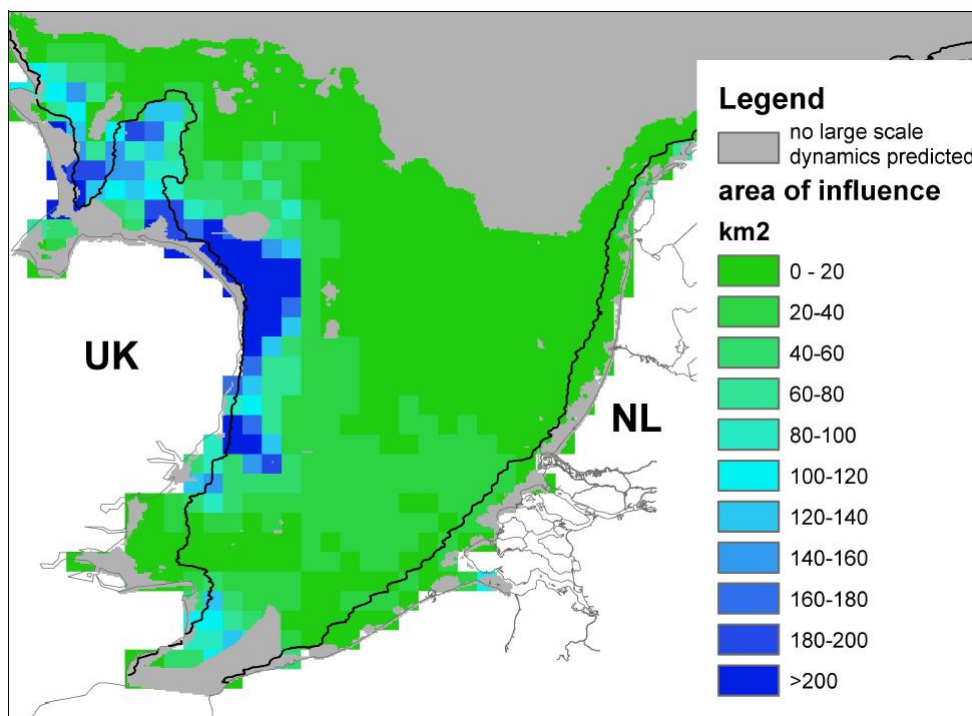 UK
NL
Legend
no large scale
dynamics predicted
area of influence
km2
0 - 20
20-40
40-60
60-80
80-100
100-120
120-140
140-160
160-180
180-200
>200